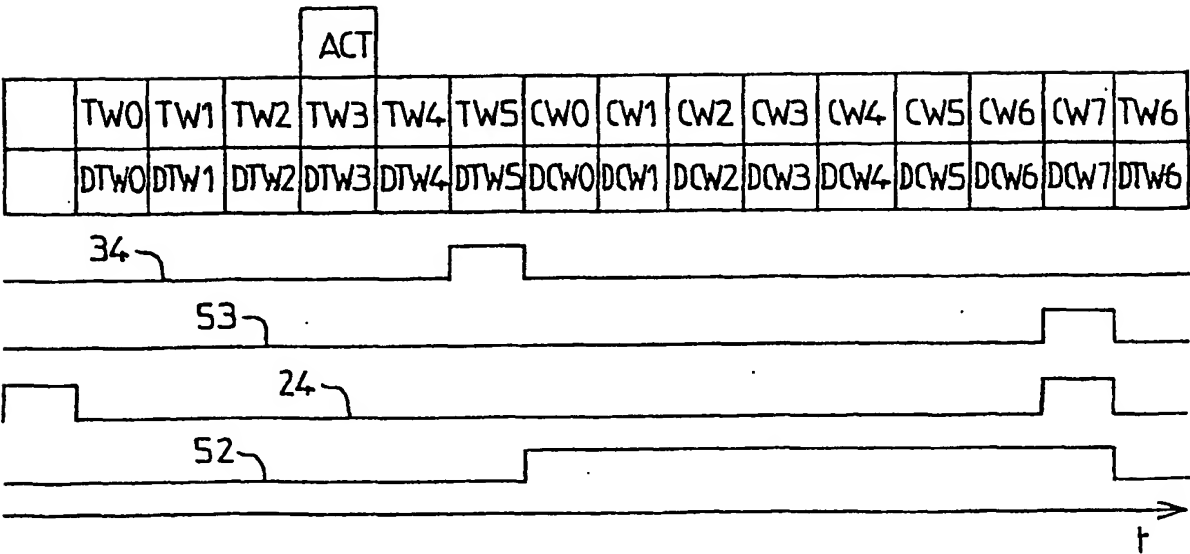 ACT
TW0 TW1 TW2 TW3 TW4 TW5 CW0 CW1 CW2 CW3 CW4 CW5 CW6 CW7 TW6
DTW0 DTW1 DTW2 DTW3 DTW4 DTW5 DCW0 DCW1 DCW2 DCW3 DCW4 DCW5 DCW6 DCW7 DTW6
34
53
24
52
t